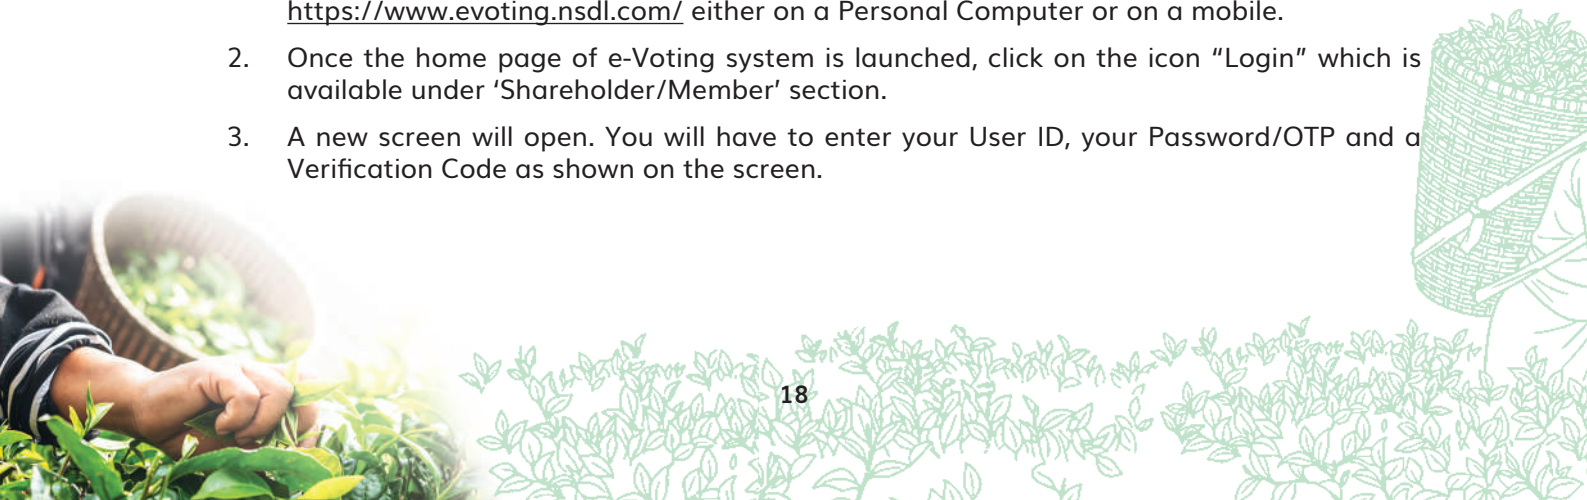 https://www.evoting.nsdl.com/ either on a Personal Computer or on a mobile.
2. Once the home page of e-Voting system is launched, click on the icon “Login” which is
available under ‘Shareholder/Member’ section.
3. A new screen will open. You will have to enter your User ID, your Password/OTP and a
Verification Code as shown on the screen.
18